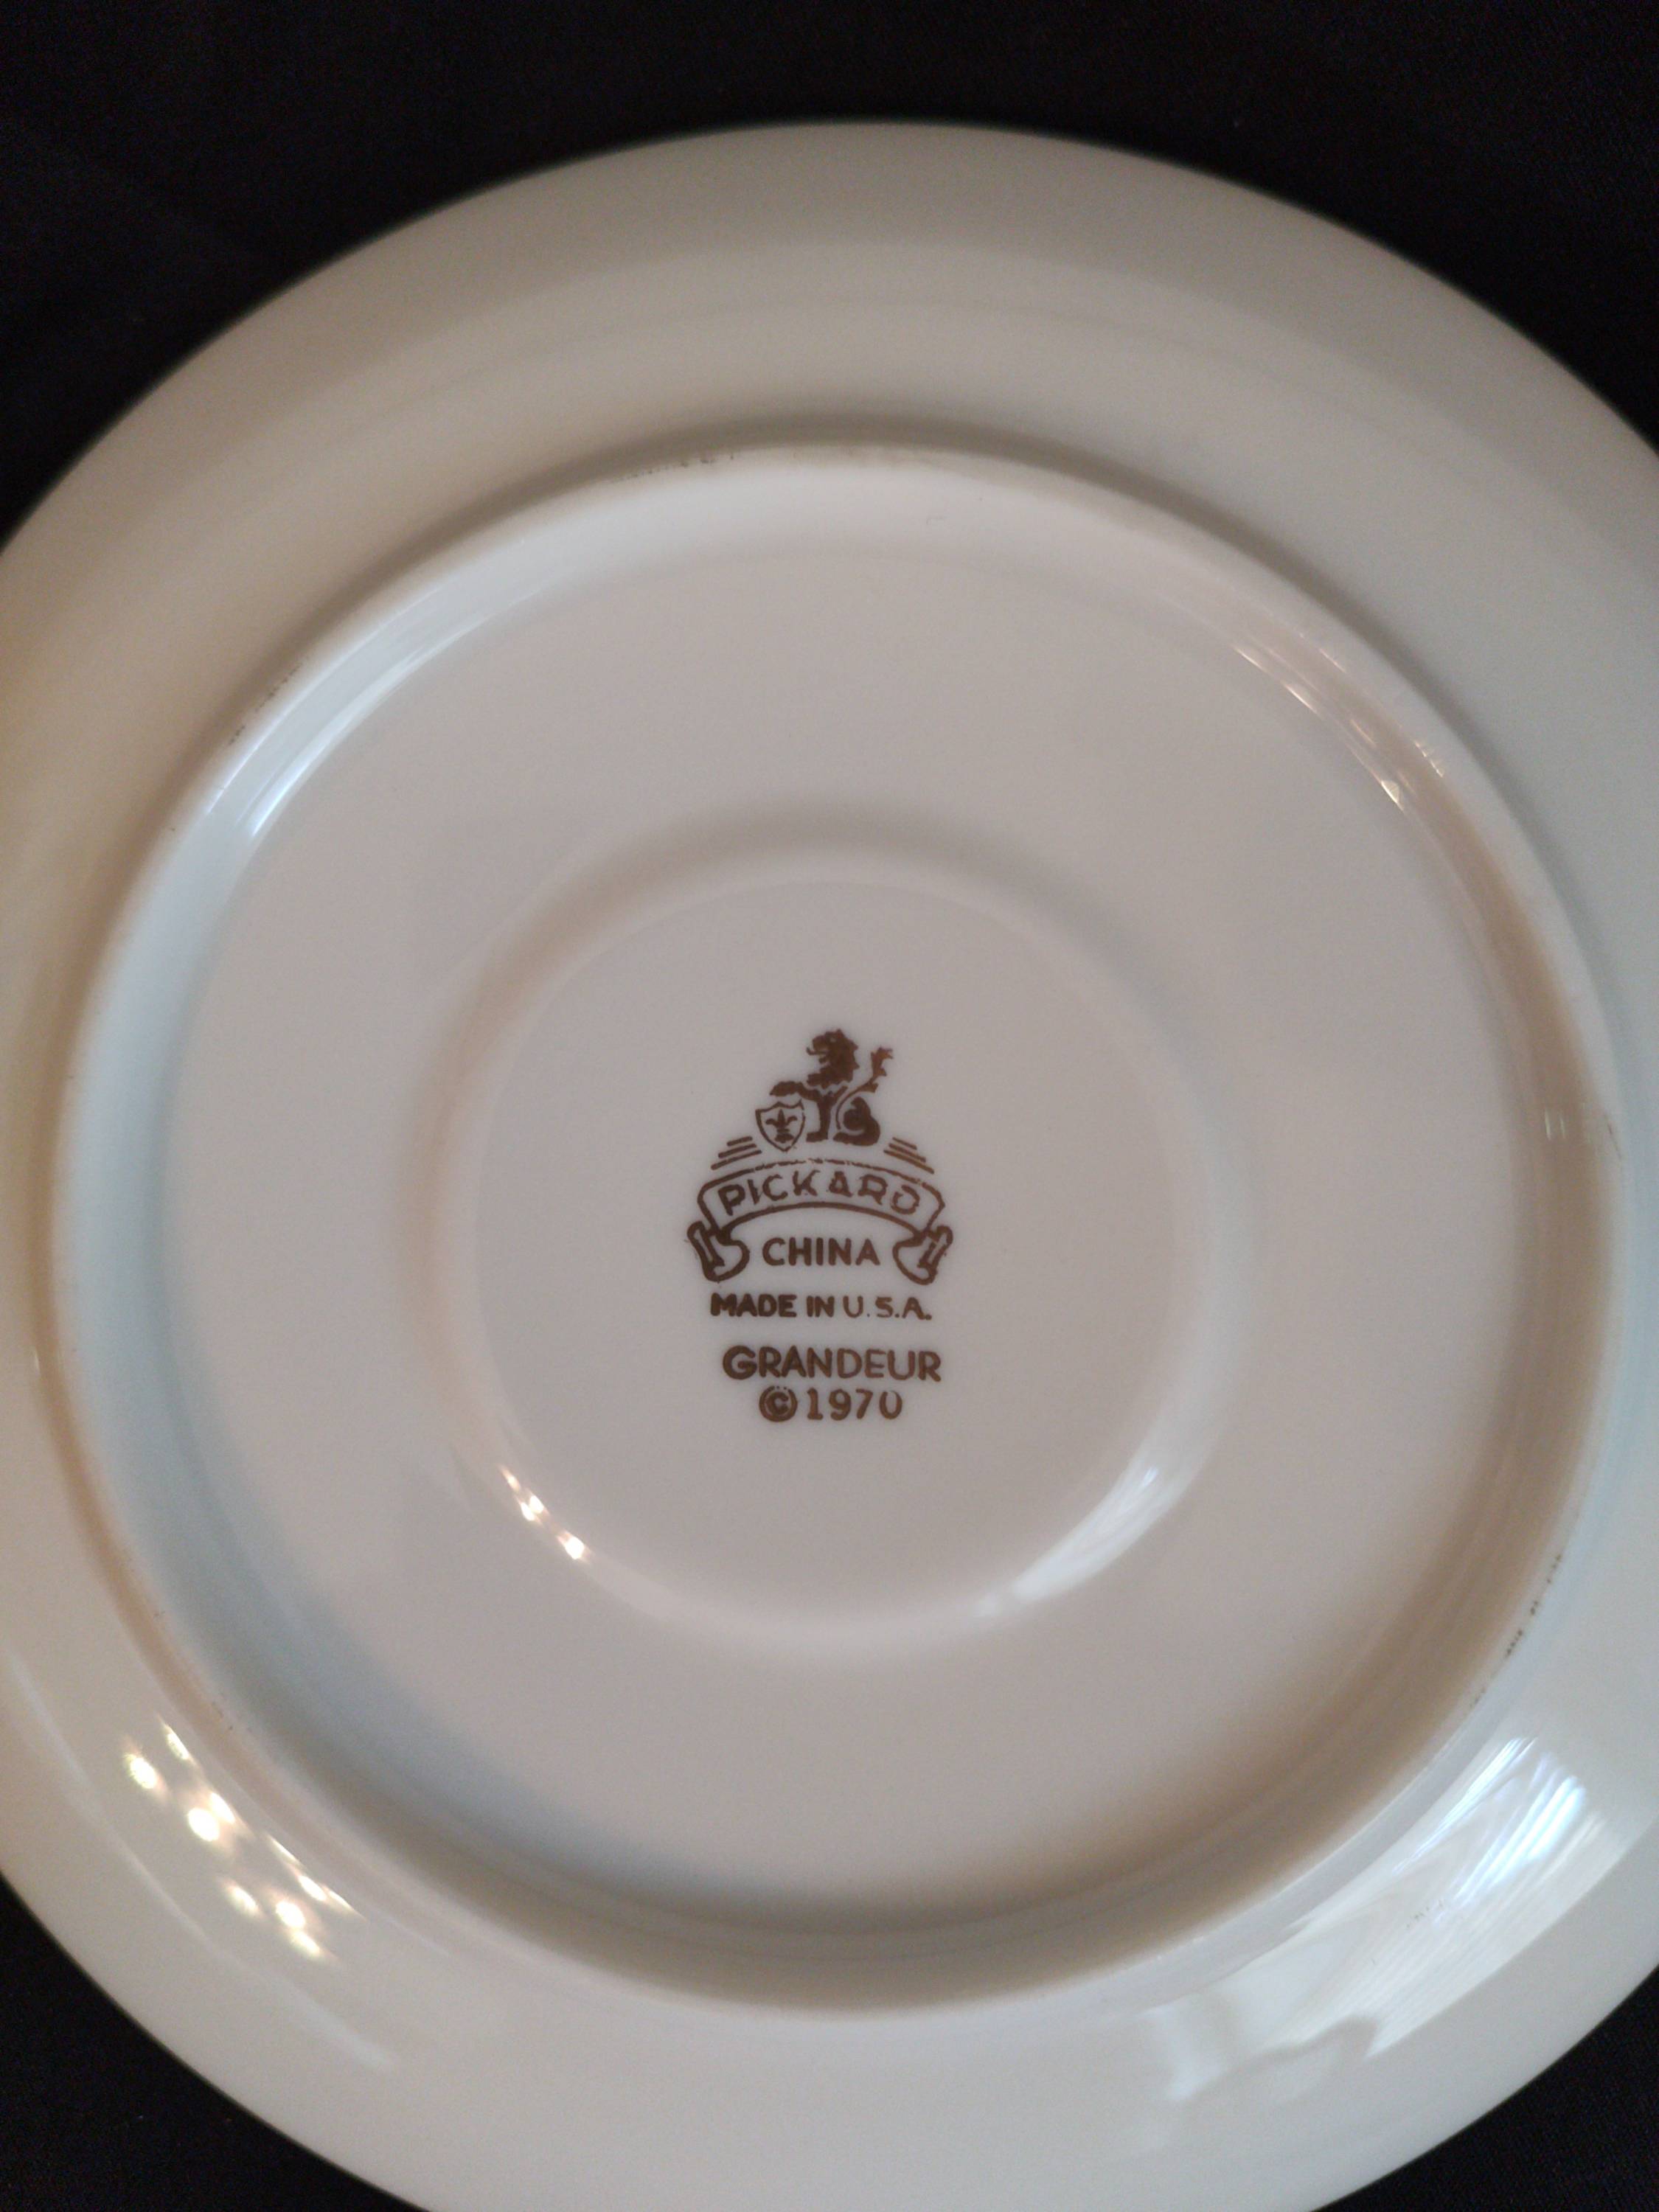 PICKARD
CHINA
MADE IN U.S.A.
GRANDEUR
©1970